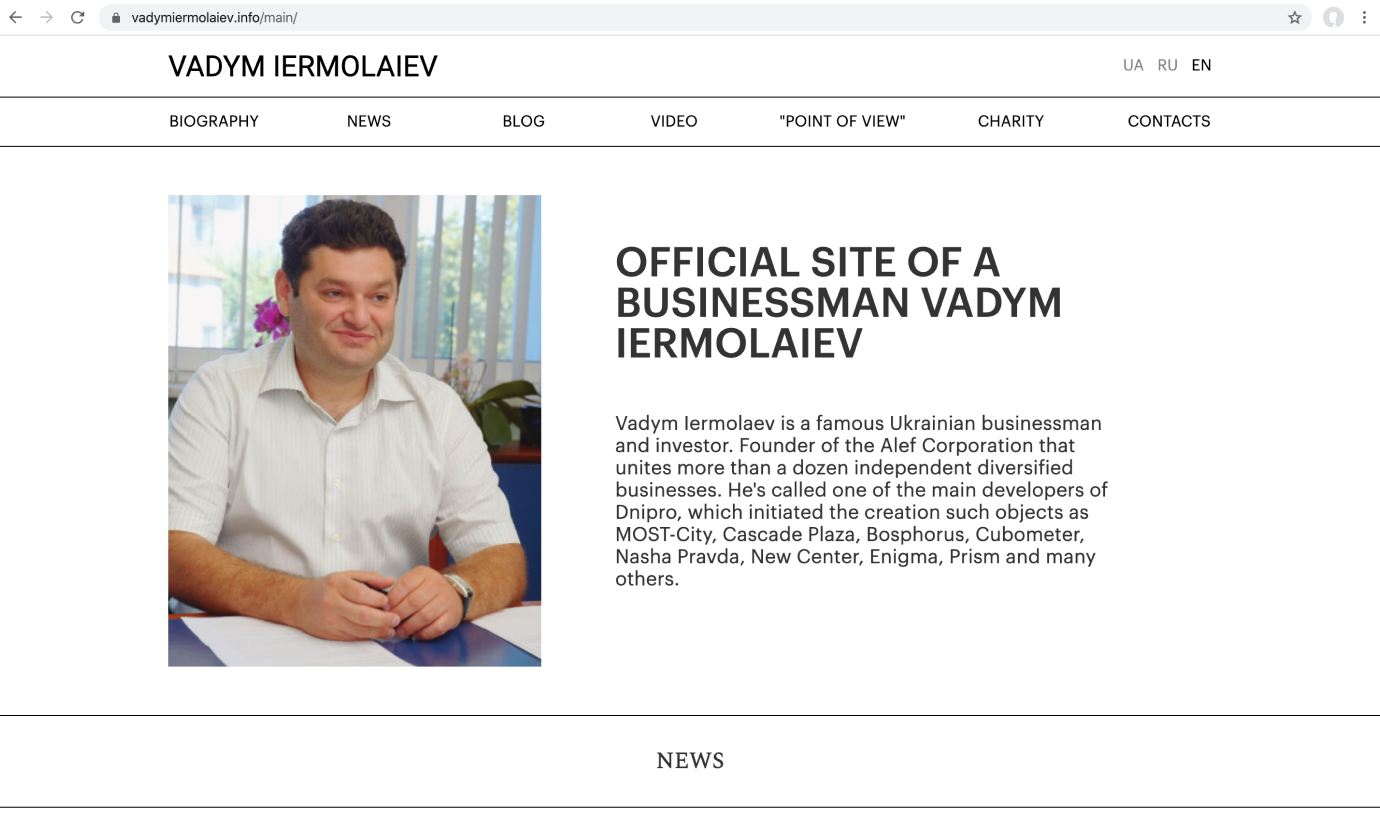 vadymiermolaiev.info/main/
VADYM IERMOLAIEV
UA RU EN
BIOGRAPHY NEWS BLOG VIDEO "POINT OF VIEW" CHARITY CONTACTS
OFFICIAL SITE OF A
BUSINESSMAN VADYM
IERMOLAIEV
Vadym Iermolaev is a famous Ukrainian businessman
and investor. Founder of the Alef Corporation that
unites more than a dozen independent diversified
businesses. He's called one of the main developers of
Dnipro, which initiated the creation such objects as
MOST-City, Cascade Plaza, Bosphorus, Cubometer,
Nasha Pravda, New Center, Enigma, Prism and many
others.
NEWS